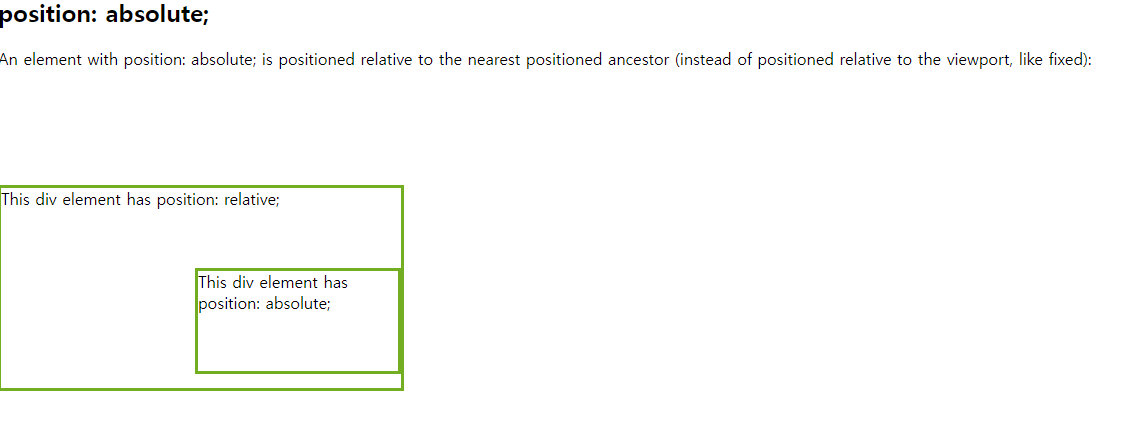 position: absolute;
An element with position: absolute; is positioned relative to the nearest positioned ancestor (instead of positioned relative to the viewport, like fixed):
This div element has position: relative;
This div element has
position: absolute;